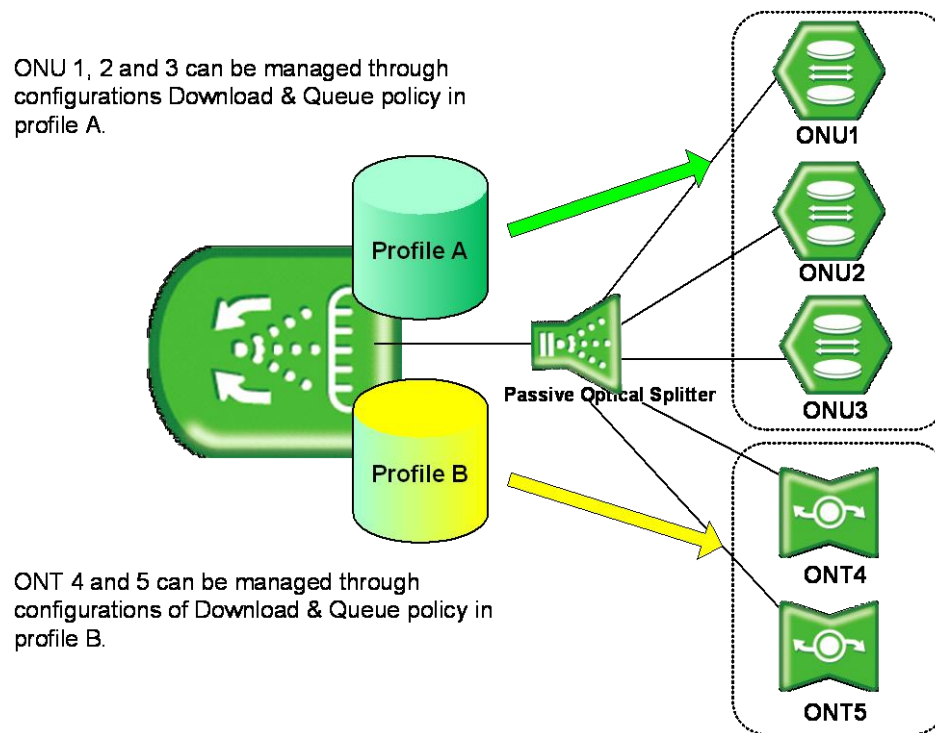 ONU 1, 2 and 3 can be managed through
configurations Download & Queue policy in
profile A.
ONU1
Profile A
ONU2
Passive Optical Splitter
ONU3
Profile B
ONT4
ONT 4 and 5 can be managed through
configurations of Download & Queue policy in
profile B.
ONT5